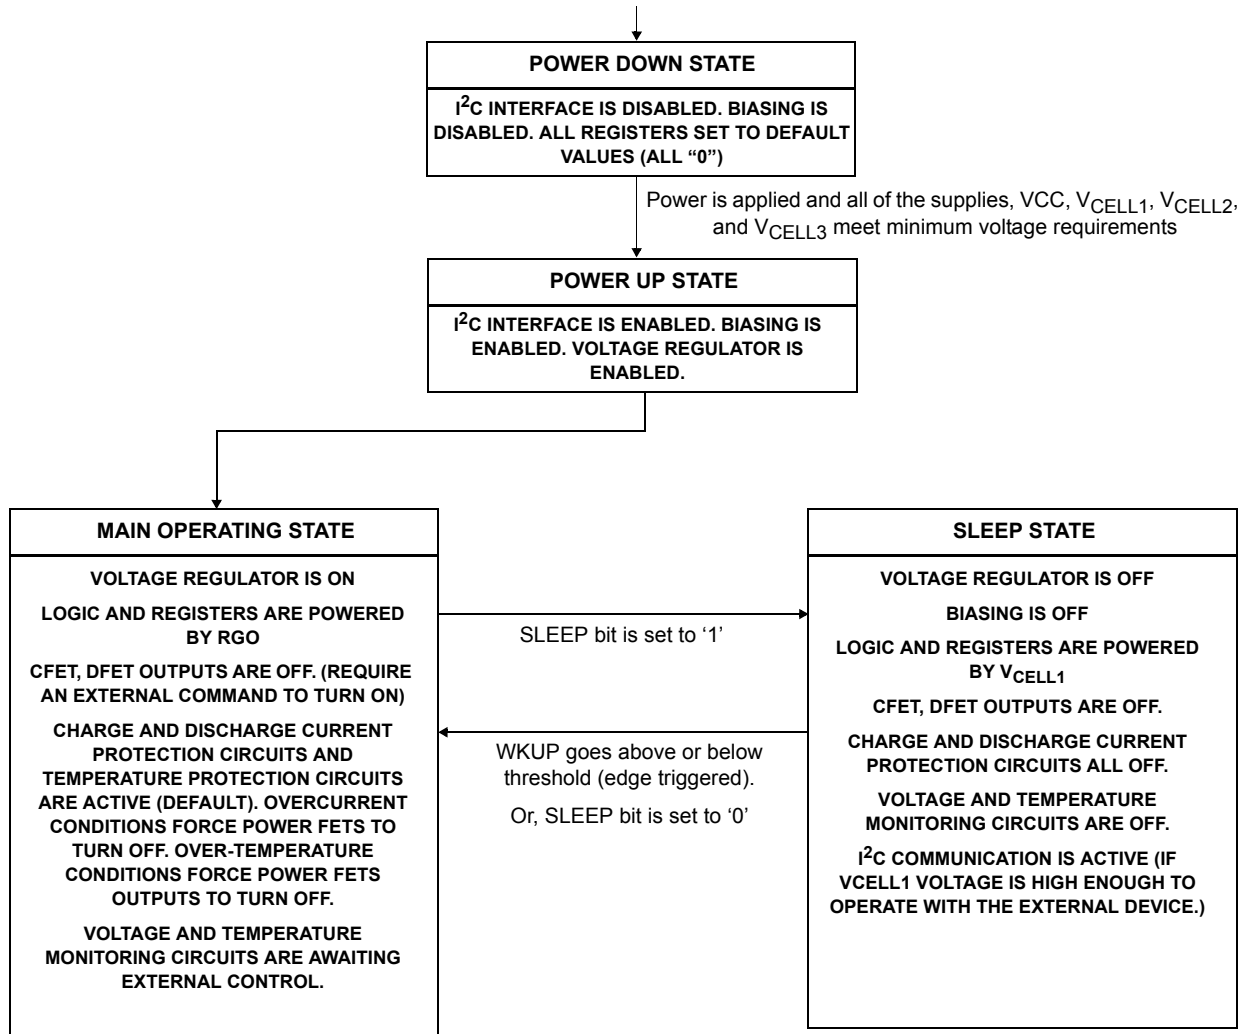 POWER DOWN STATE
I2C INTERFACE IS DISABLED. BIASING IS
DISABLED. ALL REGISTERS SET TO DEFAULT
VALUES (ALL “0”)
Power is applied and all of the supplies, VCC, VCELL1, VCELL2,
and VCELL3 meet minimum voltage requirements
POWER UP STATE
I2C INTERFACE IS ENABLED. BIASING IS
ENABLED. VOLTAGE REGULATOR IS
ENABLED.
MAIN OPERATING STATE
VOLTAGE REGULATOR IS ON
LOGIC AND REGISTERS ARE POWERED
BY RGO
CFET, DFET OUTPUTS ARE OFF. (REQUIRE
AN EXTERNAL COMMAND TO TURN ON)
CHARGE AND DISCHARGE CURRENT
PROTECTION CIRCUITS AND
TEMPERATURE PROTECTION CIRCUITS
ARE ACTIVE (DEFAULT). OVERCURRENT
CONDITIONS FORCE POWER FETS TO
TURN OFF. OVER-TEMPERATURE
CONDITIONS FORCE POWER FETS
OUTPUTS TO TURN OFF.
VOLTAGE AND TEMPERATURE
MONITORING CIRCUITS ARE AWAITING
EXTERNAL CONTROL.
SLEEP bit is set to ‘1’
WKUP goes above or below
threshold (edge triggered).
Or, SLEEP bit is set to ‘0’
SLEEP STATE
VOLTAGE REGULATOR IS OFF
BIASING IS OFF
LOGIC AND REGISTERS ARE POWERED
BY VCELL1
CFET, DFET OUTPUTS ARE OFF.
CHARGE AND DISCHARGE CURRENT
PROTECTION CIRCUITS ALL OFF.
VOLTAGE AND TEMPERATURE
MONITORING CIRCUITS ARE OFF.
I2C COMMUNICATION IS ACTIVE (IF
VCELL1 VOLTAGE IS HIGH ENOUGH TO
OPERATE WITH THE EXTERNAL DEVICE.)